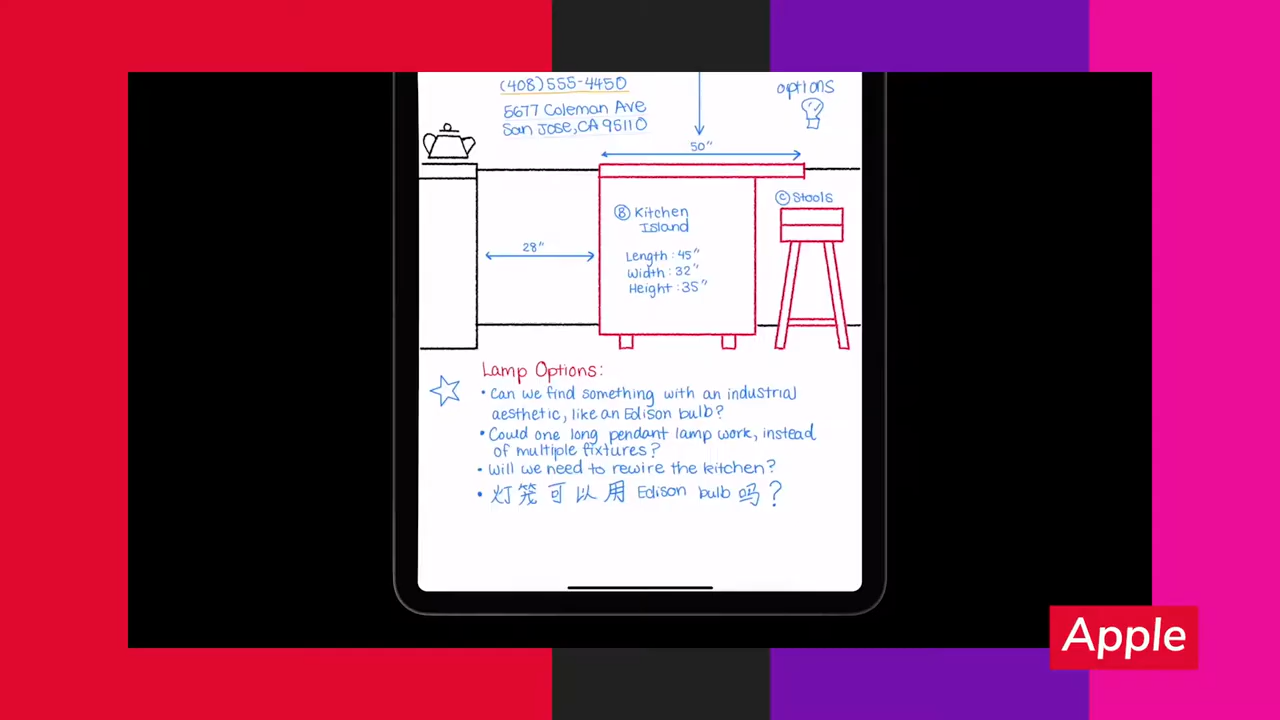 (408)555-4450
5677 Coleman Ave
San Jose, CA 95110
options
50"
28"
B Kitchen
Island
Length: 45"
Width: 32"
Height: 35"
C Stools
Lamp Options:
• Can we find something with an industrial
aesthetic, like an Edison bulb?
• Could one long pendant lamp work, instead
of multiple fixtures?
• Will we need to rewire the kitchen?
• 灯笼可以用 Edison bulb 吗?
Apple